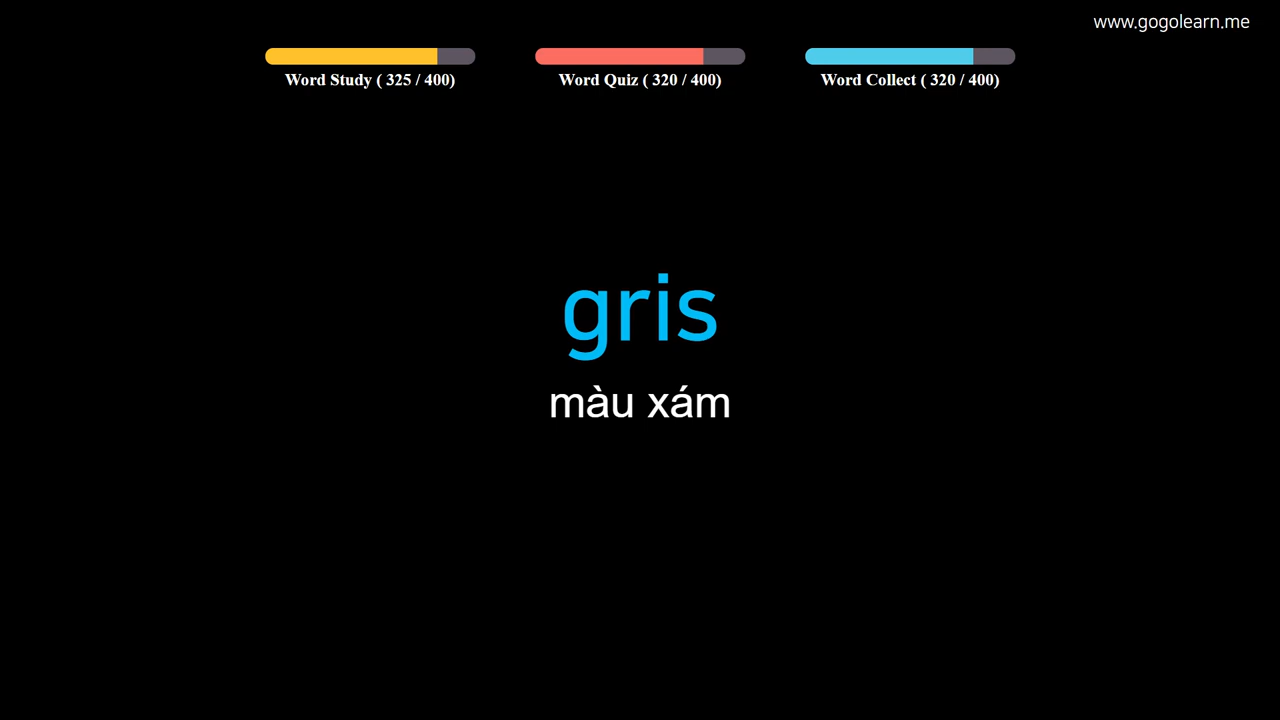 www.gogolearn.me
Word Study ( 325 / 400)
Word Quiz ( 320 / 400)
Word Collect ( 320 / 400)
gris
màu xám